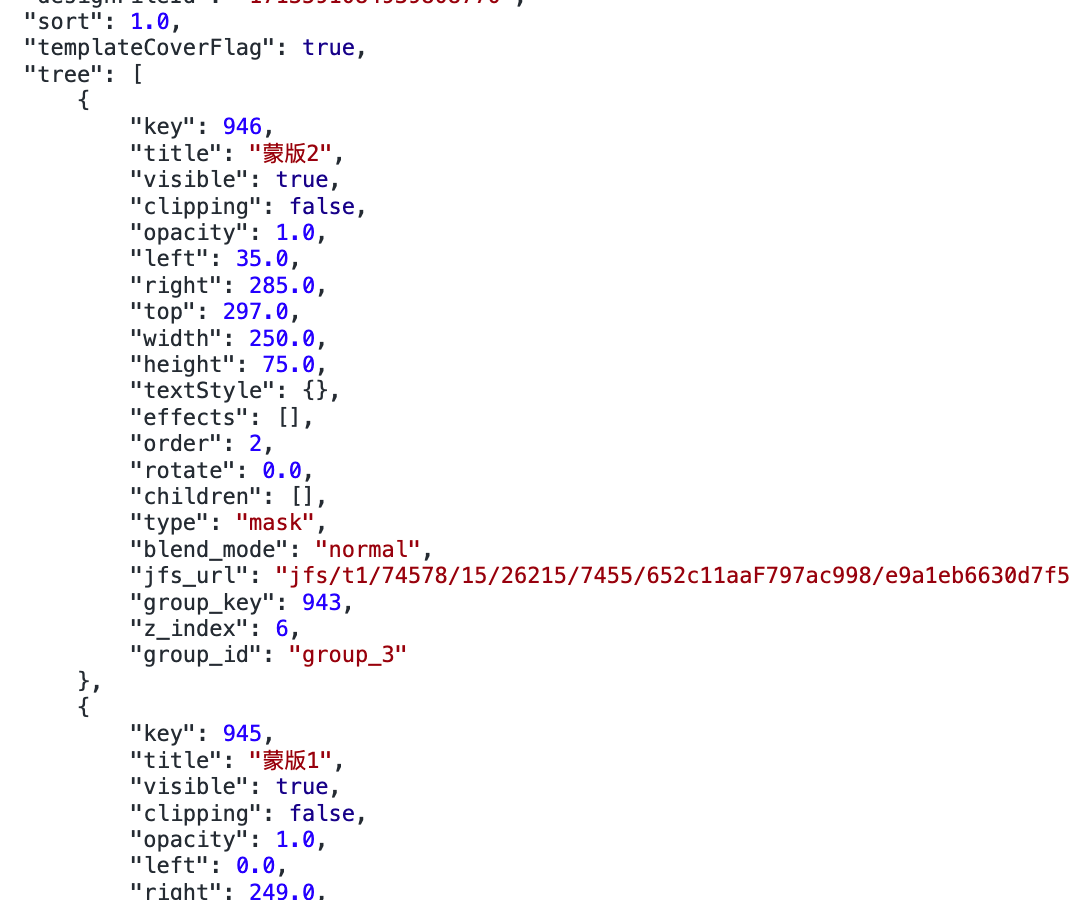 "sort": 1.0,
"templateCoverFlag": true,
"tree": [
{
"key": 946,
"title": "蒙版2",
"visible": true,
"clipping": false,
"opacity": 1.0,
"left": 35.0,
"right": 285.0,
"top": 297.0,
"width": 250.0,
"height": 75.0,
"textStyle": {},
"effects": [],
"order": 2,
"rotate": 0.0,
"children": [],
"type": "mask",
"blend_mode": "normal",
"jfs_url": "jfs/t1/74578/15/26215/7455/652c11aaF797ac998/e9a1eb6630d7f5
"group_key": 943,
"z_index": 6,
"group_id": "group_3"
},
{
"key": 945,
"title": "蒙版1",
"visible": true,
"clipping": false,
"opacity": 1.0,
"left": 0.0,
"right": 249.0,